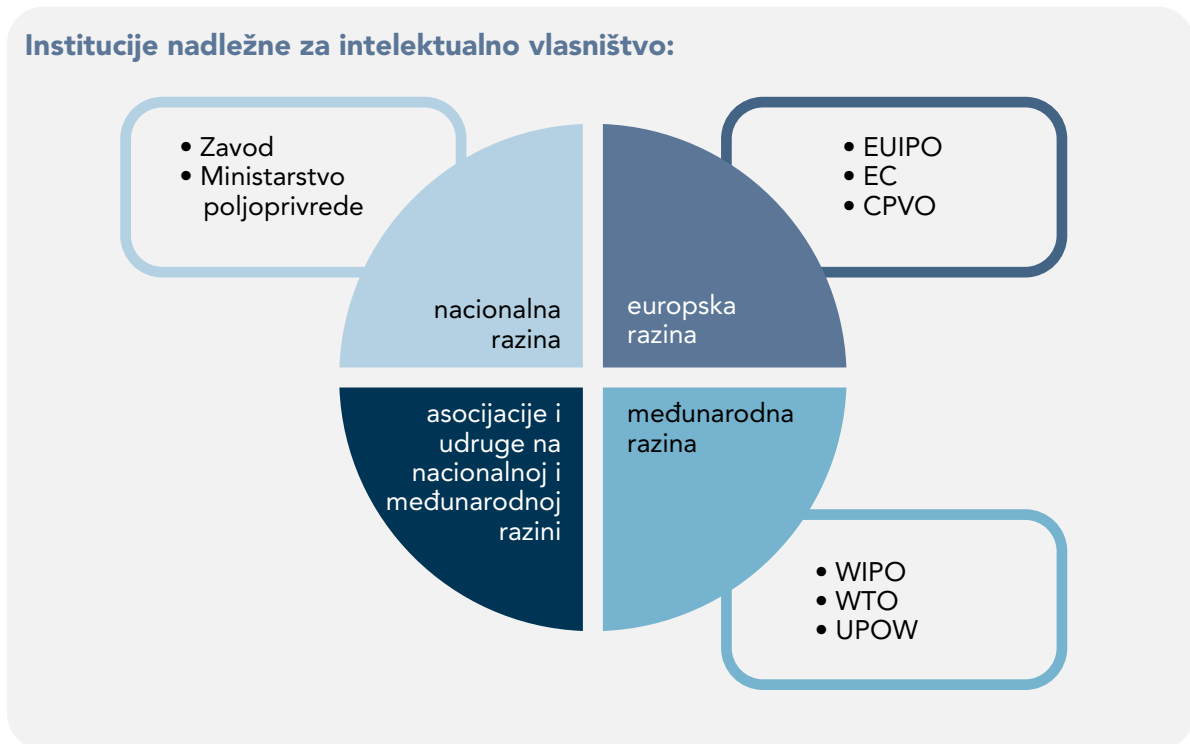 Institucije nadležne za intelektualno vlasništvo:
• Zavod
• Ministarstvo
poljoprivrede
• EUIPO
• EC
• CPVO
nacionalna
razina
europska
razina
asocijacije i
udruge na
nacionalnoj i
međunarodnoj
razini
međunarodna
razina
• WIPO
• WTO
• UPOW